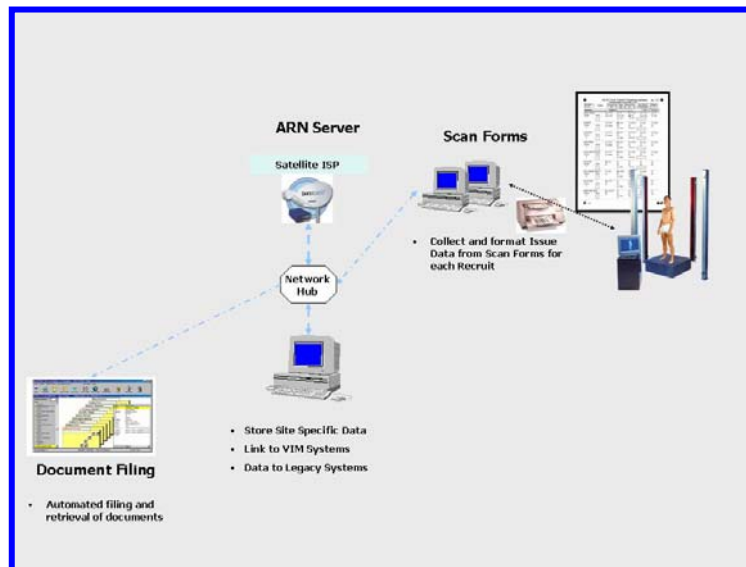 ARN Server
Satellite ISP
Scan Forms
• Collect and format Issue
Data from Scan Forms for
each Recruit
Network
Hub
• Store Site Specific Data
• Link to VIM Systems
• Data to Legacy Systems
Document Filing
• Automated filing and
retrieval of documents